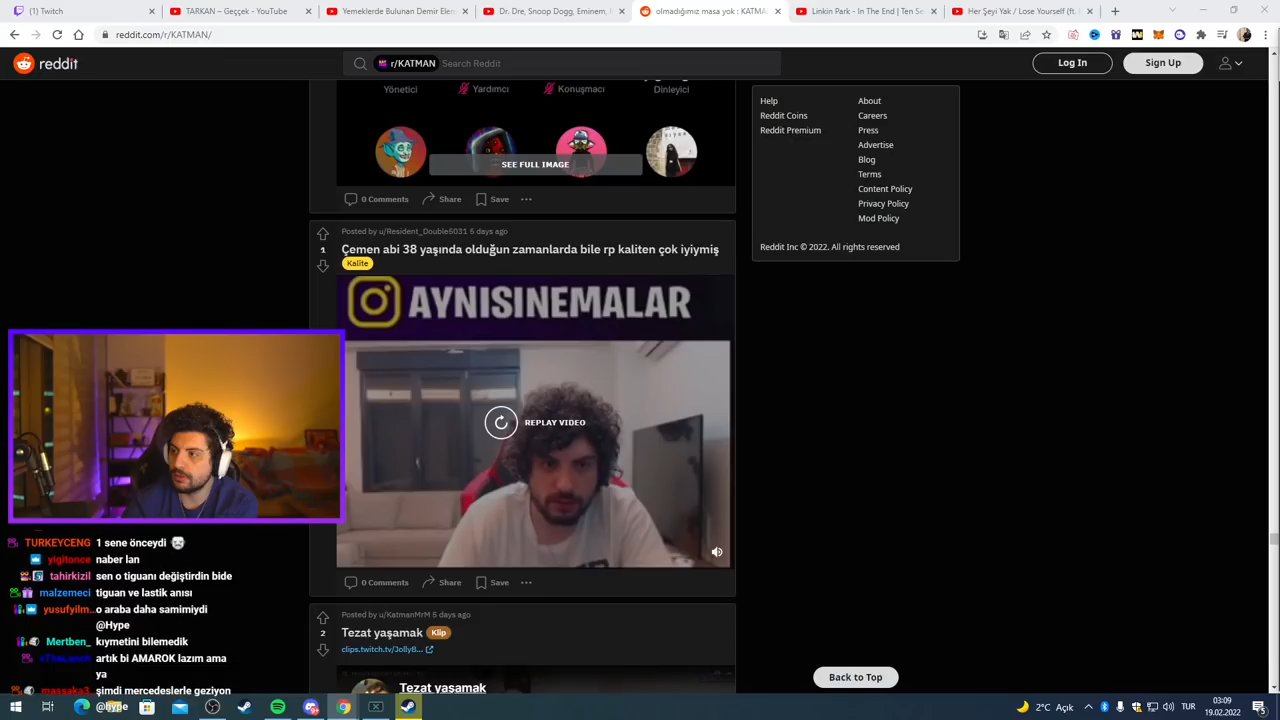 Twitch
TARKAN – Geççek - YouTube
Yemeklerde Bulunan Demir Elem
Dr. Dre, Snoop Dogg, Eminem,
olmadığımız masa yok : KATMAN
Linkin Park - In The End | Ten Se
Her Şeyi Yak / Lose Yourself (ft.
reddit.com/r/KATMAN/
reddit
r/KATMAN
Search Reddit
Log In
Sign Up
Yönetici
Yardımcı
Konuşmacı
Dinleyici
SEE FULL IMAGE
0 Comments
Share
Save
Help
Reddit Coins
Reddit Premium
About
Careers
Press
Advertise
Blog
Terms
Content Policy
Privacy Policy
Mod Policy
Reddit Inc © 2022. All rights reserved
Posted by u/Resident_Double5031 5 days ago
1
Çemen abi 38 yaşında olduğun zamanlarda bile rp kaliten çok iyiymiş
Kalite
AYNISINEMALAR
REPLAY VIDEO
0 Comments
Share
Save
Posted by u/KatmanMrM 5 days ago
2
Tezat yaşamak
Klip
clips.twitch.tv/JollyB...
Tezat yaşamak
Back to Top
TURKEYCENG 1 sene önceydi
yigitonce naber lan
tahirkizil sen o tiguanı değiştirdin bide
malzemeci tiguan ve lastik anısı
yusufyilm... o araba daha samimiydi
@Hype
Mertben_ kıymetini bilemedik
artık bi AMAROK lazım ama
ya
massaka3 şimdi mercedeslerle geziyon
@hype
2°C Açık
TUR
03:09
19.02.2022